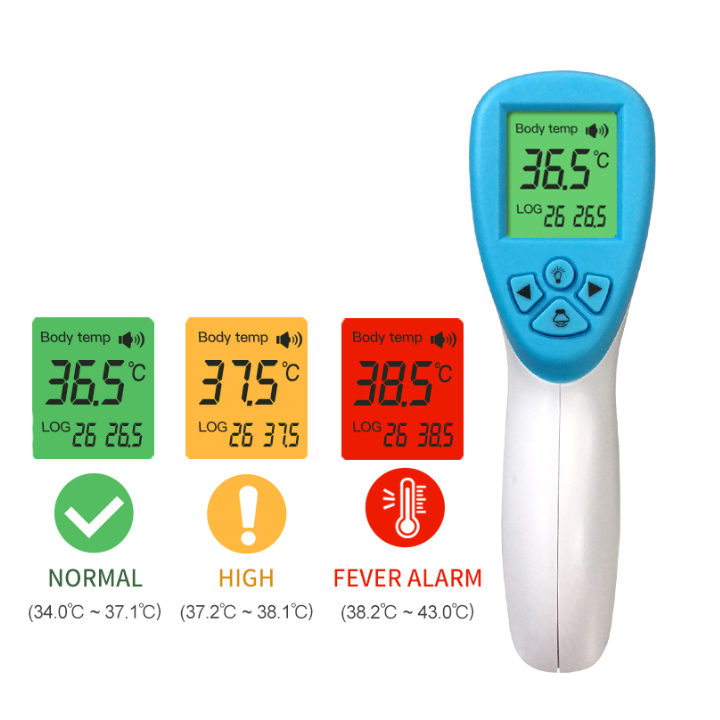 Body temp
36.5°C
LOG 26 26.5
Body temp
36.5°C
LOG 26 26.5
NORMAL
(34.0℃ ~ 37.1℃)
Body temp
37.5°C
LOG 26 37.5
HIGH
(37.2℃ ~ 38.1℃)
Body temp
38.5°C
LOG 26 38.5
FEVER ALARM
(38.2℃ ~ 43.0℃)